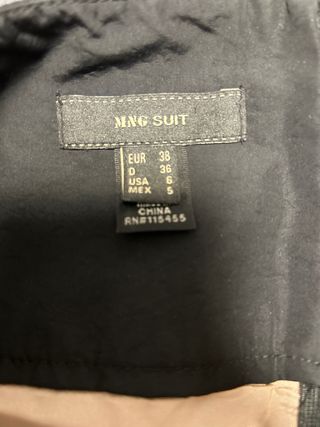 MNG SUIT
EUR 38
D 36
USA 6
MEX 5
CHINA
RN#115455